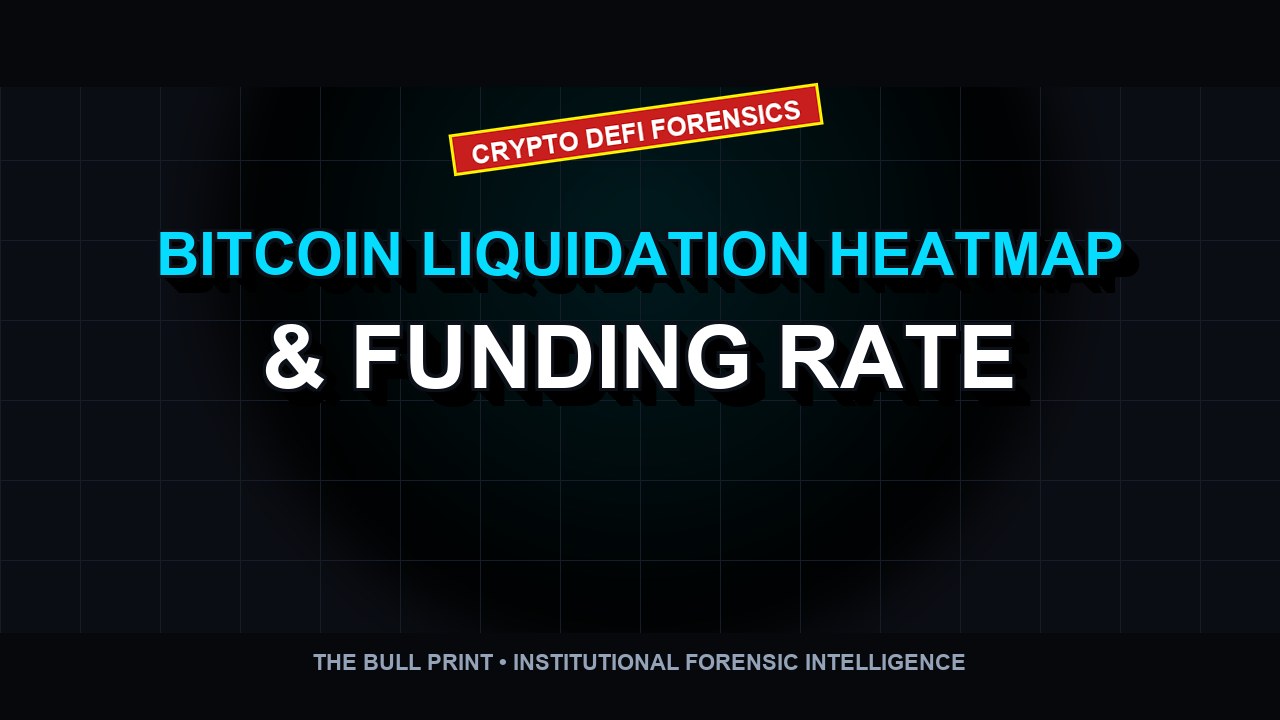 CRYPTO DEFI FORENSICS
BITCOIN LIQUIDATION HEATMAP
& FUNDING RATE
THE BULL PRINT • INSTITUTIONAL FORENSIC INTELLIGENCE